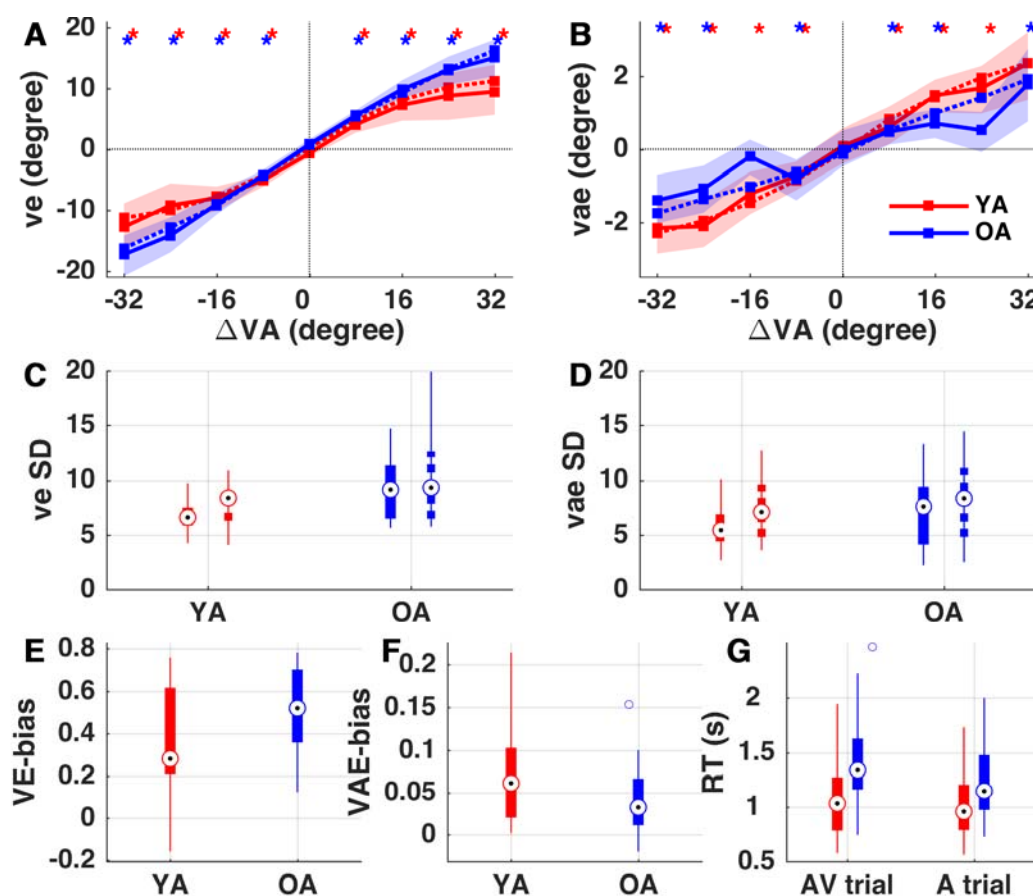 A
ve (degree)
20
10
0
-10
-20
-32
-16
0
16
32
ΔVA (degree)
B
vae (degree)
2
0
-2
YA
OA
-32
-16
0
16
32
ΔVA (degree)
C
ve SD
20
15
10
5
0
YA
OA
D
vae SD
20
15
10
5
0
YA
OA
E
VE-bias
0.8
0.6
0.4
0.2
0
-0.2
YA
OA
F
VAE-bias
0.2
0.15
0.1
0.05
0
YA
OA
G
RT (s)
2
1.5
1
0.5
AV trial
A trial